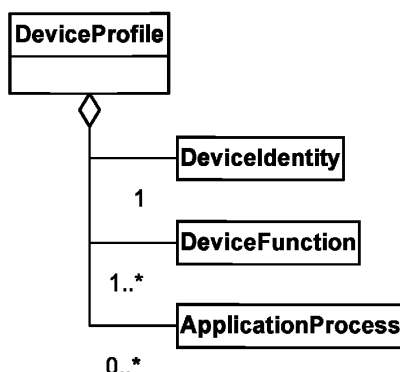 DeviceProfile
DeviceIdentity
1
DeviceFunction
1..*
ApplicationProcess
0..*